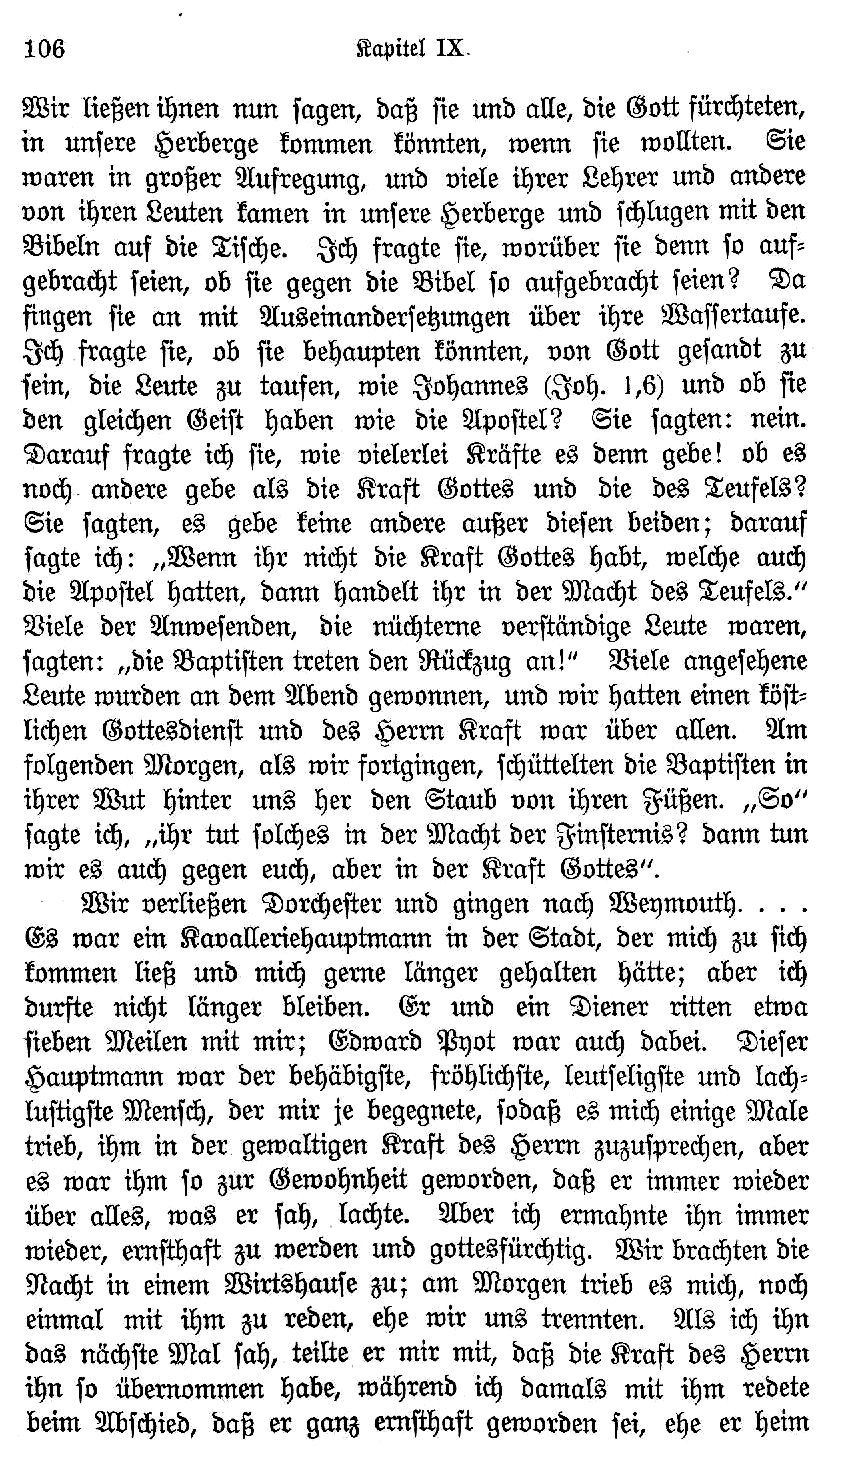 106 Kapitel IX.
Wir ließen ihnen nun sagen, daß sie und alle, die Gott fürchteten,
in unsere Herberge kommen könnten, wenn sie wollten. Sie
waren in großer Aufregung, und viele ihrer Lehrer und andere
von ihren Leuten kamen in unsere Herberge und schlugen mit den
Bibeln auf die Tische. Ich fragte sie, worüber sie denn so auf-
gebracht seien, ob sie gegen die Bibel so aufgebracht seien? Da
fingen sie an mit Auseinandersetzungen über ihre Wassertaufe.
Ich fragte sie, ob sie behaupten könnten, von Gott gesandt zu
sein, die Leute zu taufen, wie Johannes (Joh. 1,6) und ob sie
den gleichen Geist haben wie die Apostel? Sie sagten: nein.
Darauf fragte ich sie, wie vielerlei Kräfte es denn gebe! ob es
noch andere gebe als die Kraft Gottes und die des Teufels?
Sie sagten, es gebe keine andere außer diesen beiden; darauf
sagte ich: „Wenn ihr nicht die Kraft Gottes habt, welche auch
die Apostel hatten, dann handelt ihr in der Macht des Teufels.“
Viele der Anwesenden, die nüchterne verständige Leute waren,
sagten: „die Baptisten treten den Rückzug an!“ Viele angesehene
Leute wurden an dem Abend gewonnen, und wir hatten einen köst-
lichen Gottesdienst und des Herrn Kraft war über allen. Am
folgenden Morgen, als wir fortgingen, schüttelten die Baptisten in
ihrer Wut hinter uns her den Staub von ihren Füßen. „So“
sagte ich, „ihr tut solches in der Macht der Finsternis? dann tun
wir es auch gegen euch, aber in der Kraft Gottes“.
Wir verließen Dorchester und gingen nach Weymouth. . . .
Es war ein Kavalleriehauptmann in der Stadt, der mich zu sich
kommen ließ und mich gerne länger gehalten hätte; aber ich
durfte nicht länger bleiben. Er und ein Diener ritten etwa
sieben Meilen mit mir; Edward Pyot war auch dabei. Dieser
Hauptmann war der behäbigste, fröhlichste, leutseligste und lach-
lustigste Mensch, der mir je begegnete, sodaß es mich einige Male
trieb, ihm in der gewaltigen Kraft des Herrn zuzusprechen, aber
es war ihm so zur Gewohnheit geworden, daß er immer wieder
über alles, was er sah, lachte. Aber ich ermahnte ihn immer
wieder, ernsthaft zu werden und gottesfürchtig. Wir brachten die
Nacht in einem Wirtshause zu; am Morgen trieb es mich, noch
einmal mit ihm zu reden, ehe wir uns trennten. Als ich ihn
das nächste Mal sah, teilte er mir mit, daß die Kraft des Herrn
ihn so übernommen habe, während ich damals mit ihm redete
beim Abschied, daß er ganz ernsthaft geworden sei, ehe er heim